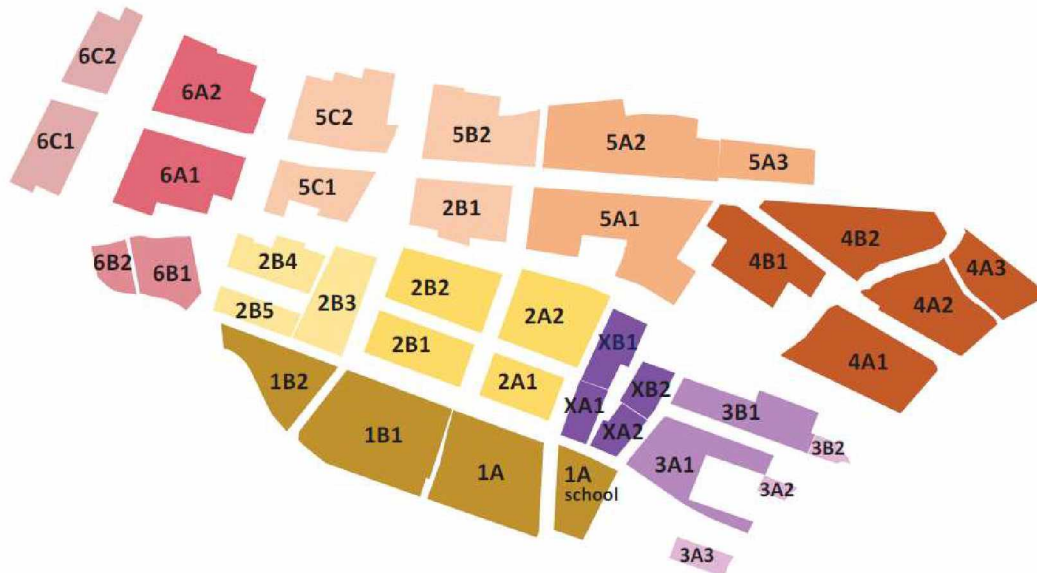 6C2
6A2
6C1
5C2
5B2
5A2
5A3
6A1
5C1
2B1
5A1
4B2
4B1
4A3
6B2
6B1
2B4
2B3
2B5
2B2
2A2
4A2
XB1
2B1
2A1
4A1
1B2
XA1
XB2
3B1
XA2
1B1
1A
1A
school
3A1
3B2
3A2
3A3